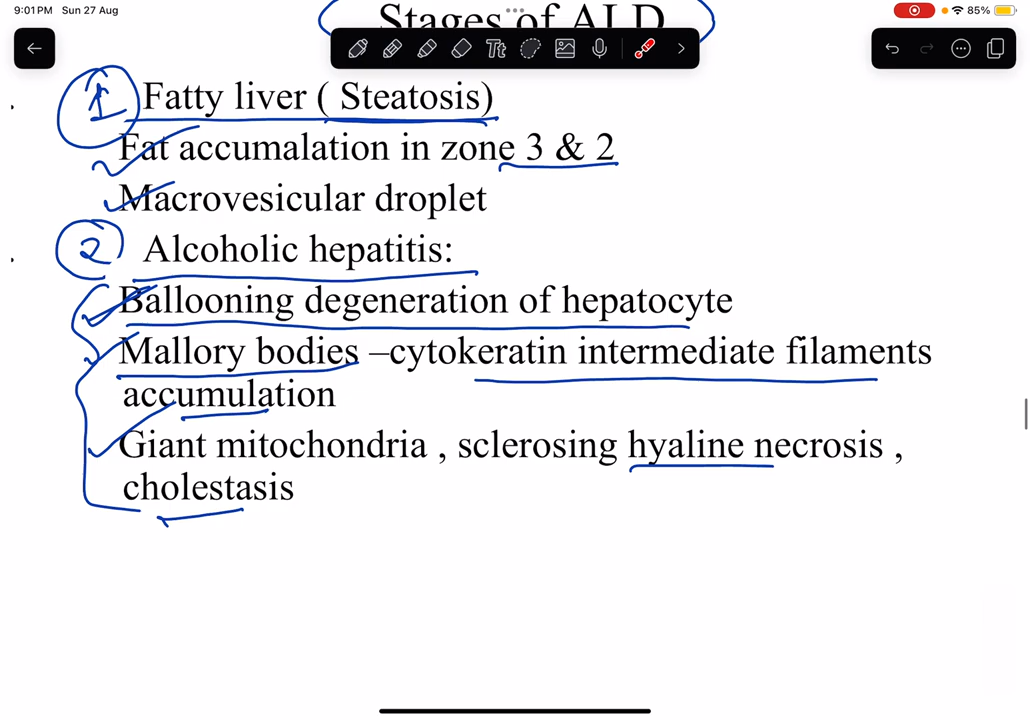 9:01 PM Sun 27 Aug
85%
Stages of ALD
Tt
1 Fatty liver ( Steatosis)
Fat accumalation in zone 3 & 2
Macrovesicular droplet
2 Alcoholic hepatitis:
Ballooning degeneration of hepatocyte
Mallory bodies –cytokeratin intermediate filaments
accumulation
Giant mitochondria , sclerosing hyaline necrosis ,
cholestasis